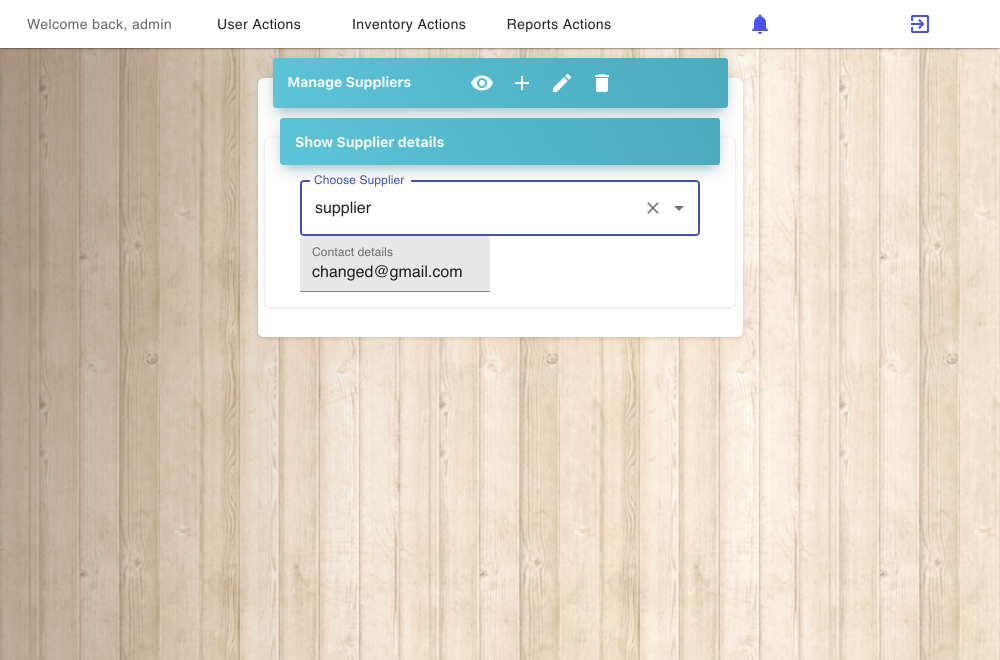 Welcome back, admin
User Actions
Inventory Actions
Reports Actions
Manage Suppliers
Show Supplier details
Choose Supplier
supplier
Contact details
changed@gmail.com